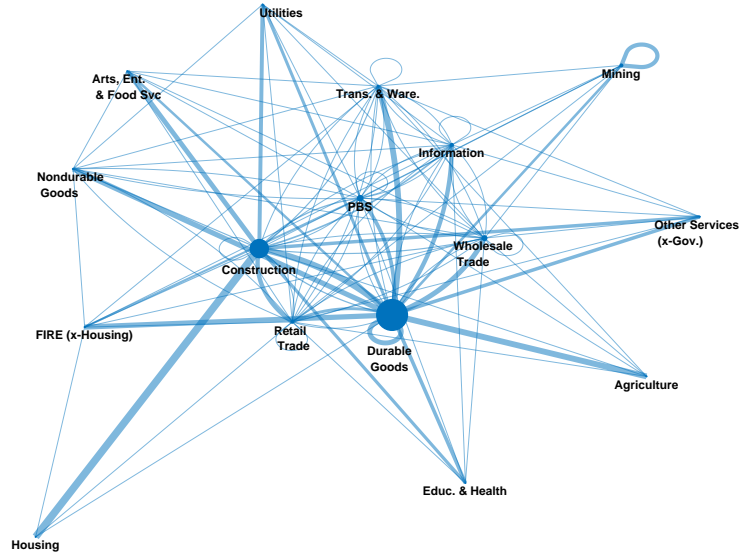 Utilities
Arts, Ent.
& Food Svc
Trans. & Ware.
Mining
Information
Nondurable
Goods
PBS
Other Services
(x-Gov.)
Wholesale
Trade
Construction
FIRE (x-Housing)
Retail
Trade
Durable
Goods
Agriculture
Educ. & Health
Housing